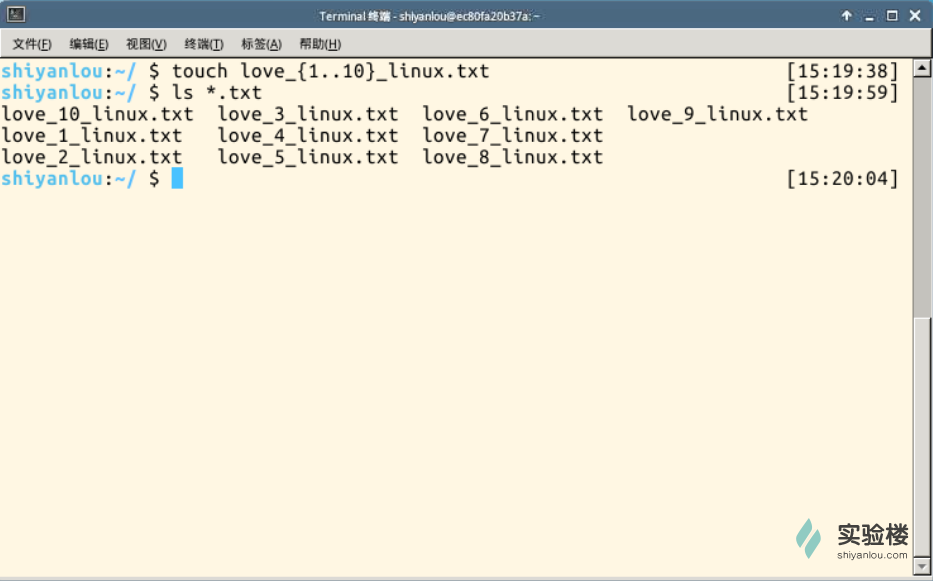 Terminal 终端 - shiyanlou@ec80fa20b37a: ~
文件(F) 编辑(E) 视图(V) 终端(T) 标签(A) 帮助(H)
shiyanlou:~/ $ touch love_{1..10}_linux.txt [15:19:38]
shiyanlou:~/ $ ls *.txt [15:19:59]
love_10_linux.txt love_3_linux.txt love_6_linux.txt love_9_linux.txt
love_1_linux.txt love_4_linux.txt love_7_linux.txt
love_2_linux.txt love_5_linux.txt love_8_linux.txt
shiyanlou:~/ $ [15:20:04]
实验楼
shiyanlou.com